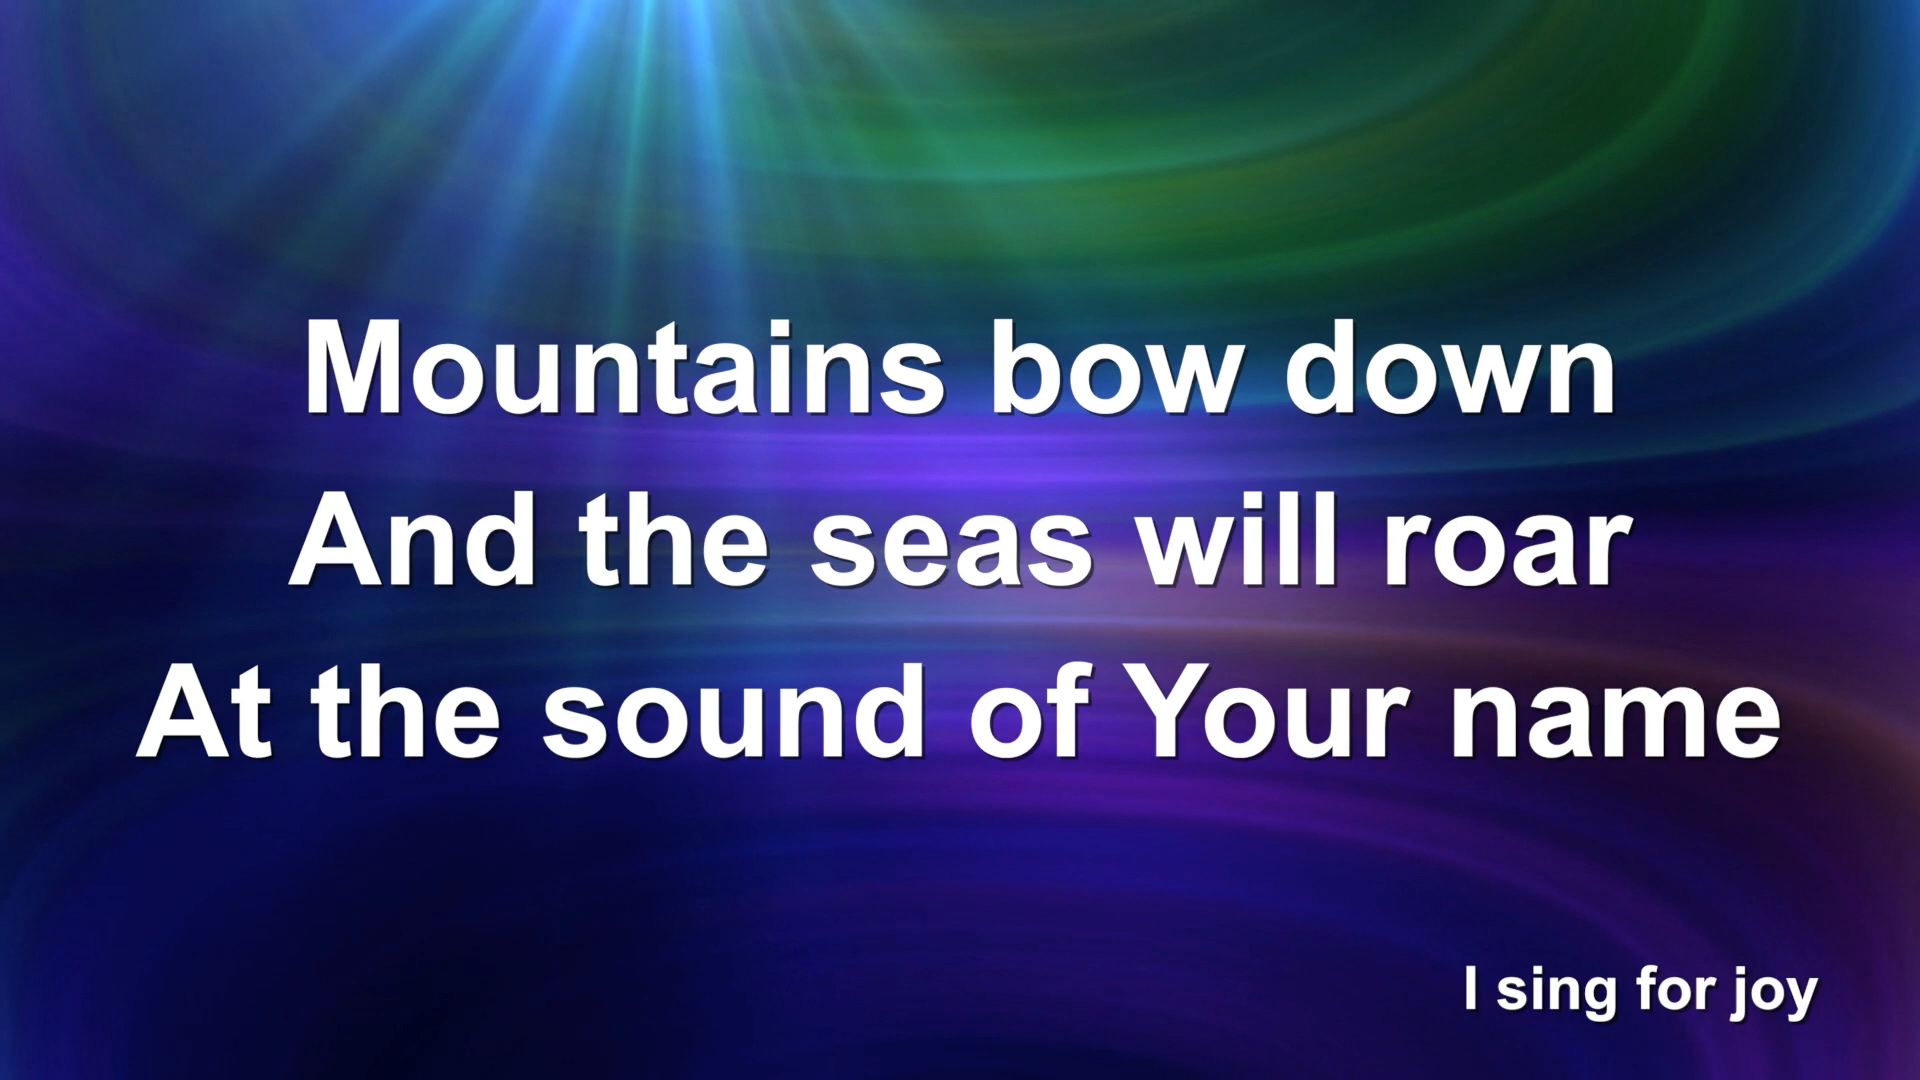 Mountains bow down
And the seas will roar
At the sound of Your name
I sing for joy